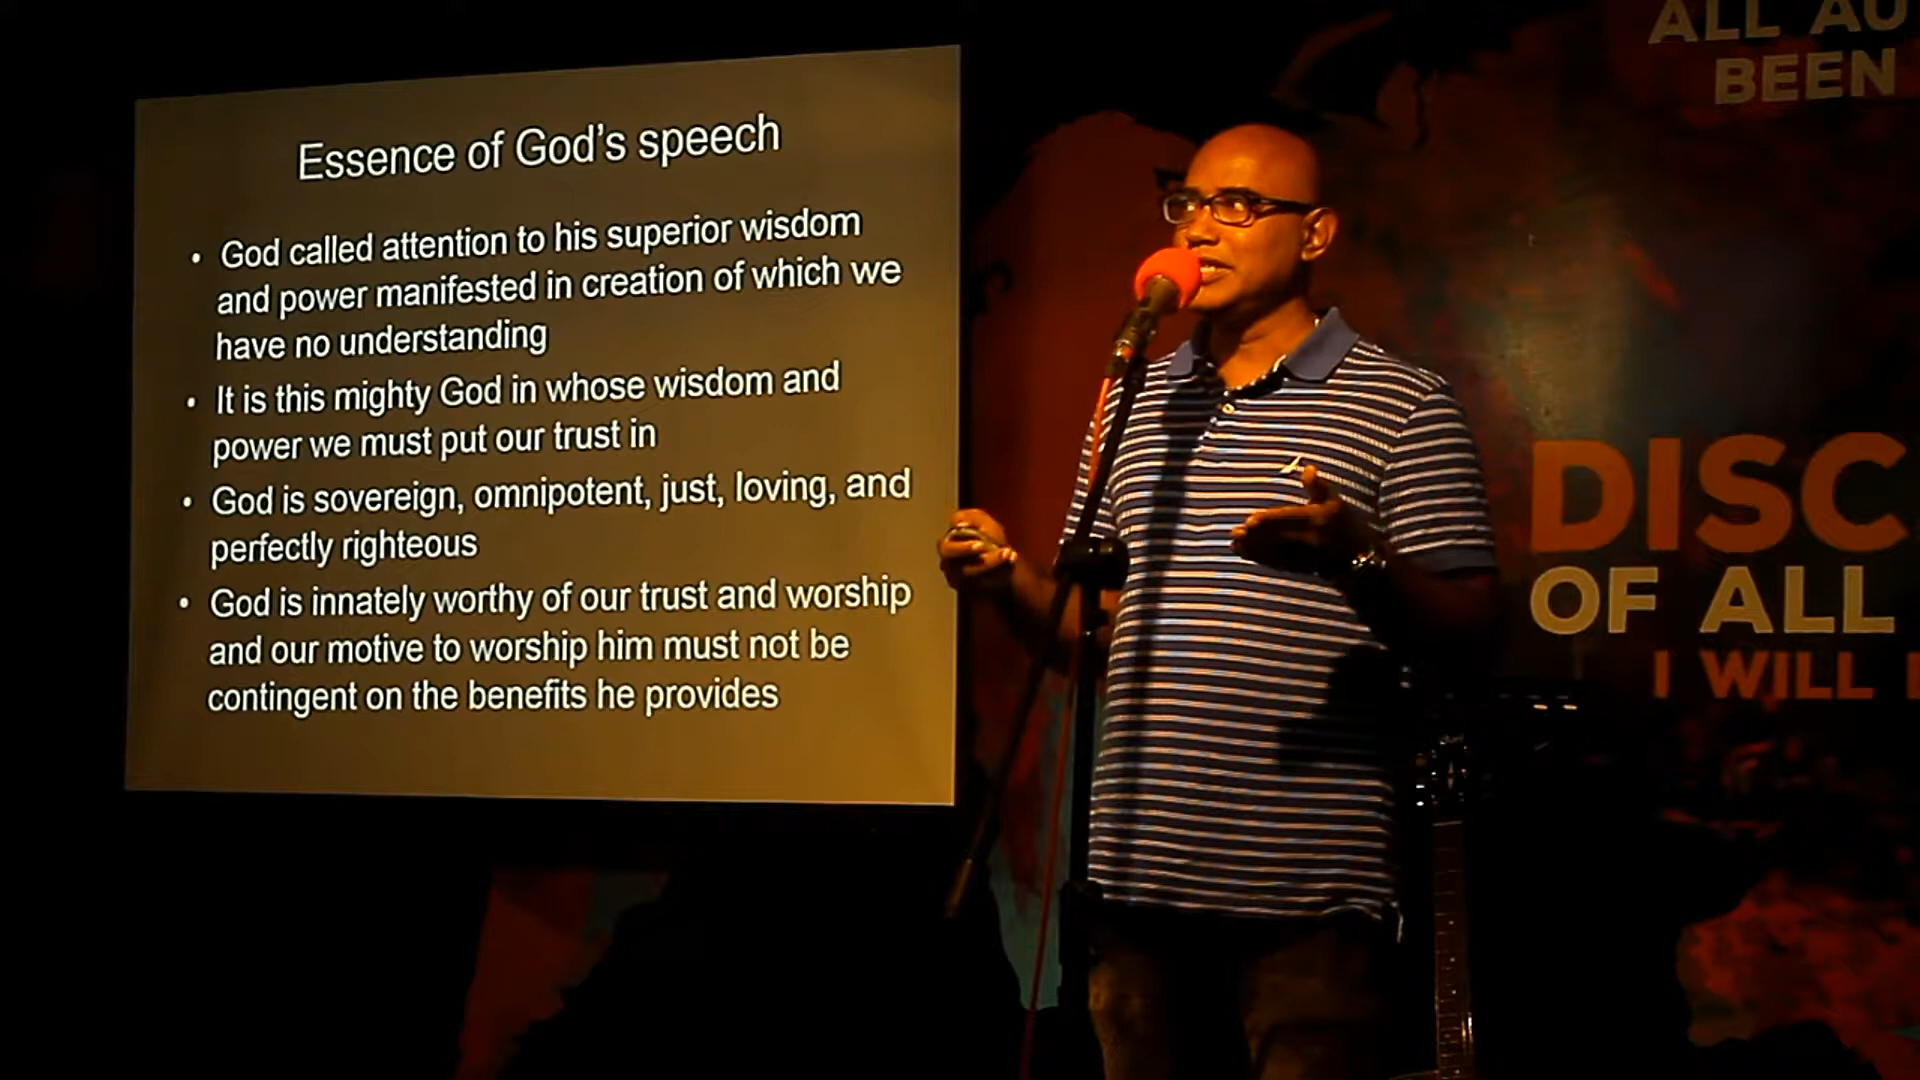 Essence of God's speech
• God called attention to his superior wisdom
and power manifested in creation of which we
have no understanding
• It is this mighty God in whose wisdom and
power we must put our trust in
• God is sovereign, omnipotent, just, loving, and
perfectly righteous
• God is innately worthy of our trust and worship
and our motive to worship him must not be
contingent on the benefits he provides
ALL AU
BEEN
DISC
OF ALL
I WILL